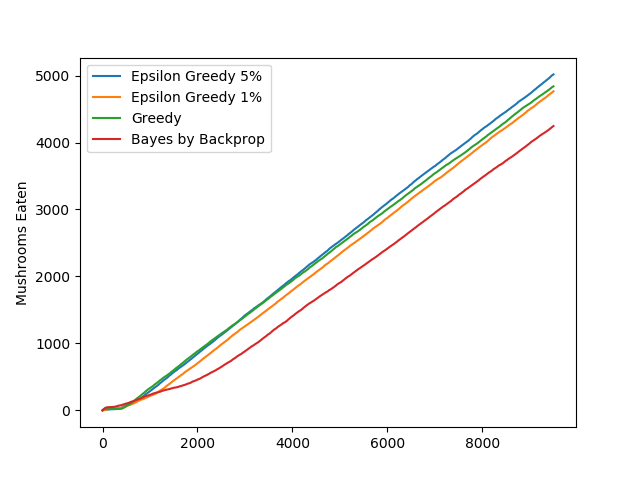 Epsilon Greedy 5%
Epsilon Greedy 1%
Greedy
Bayes by Backprop
Mushrooms Eaten
5000
4000
3000
2000
1000
0
0 2000 4000 6000 8000